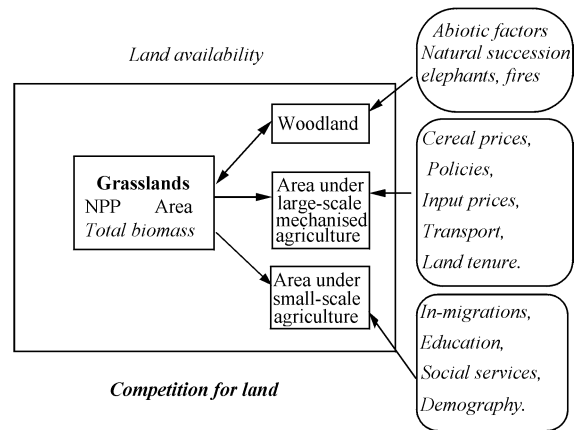 Land availability
Abiotic factors
Natural succession
elephants, fires
Woodland
Grasslands
NPP Area
Total biomass
Area under
large-scale
mechanised
agriculture
Cereal prices,
Policies,
Input prices,
Transport,
Land tenure.
Area under
small-scale
agriculture
In-migrations,
Education,
Social services,
Demography.
Competition for land